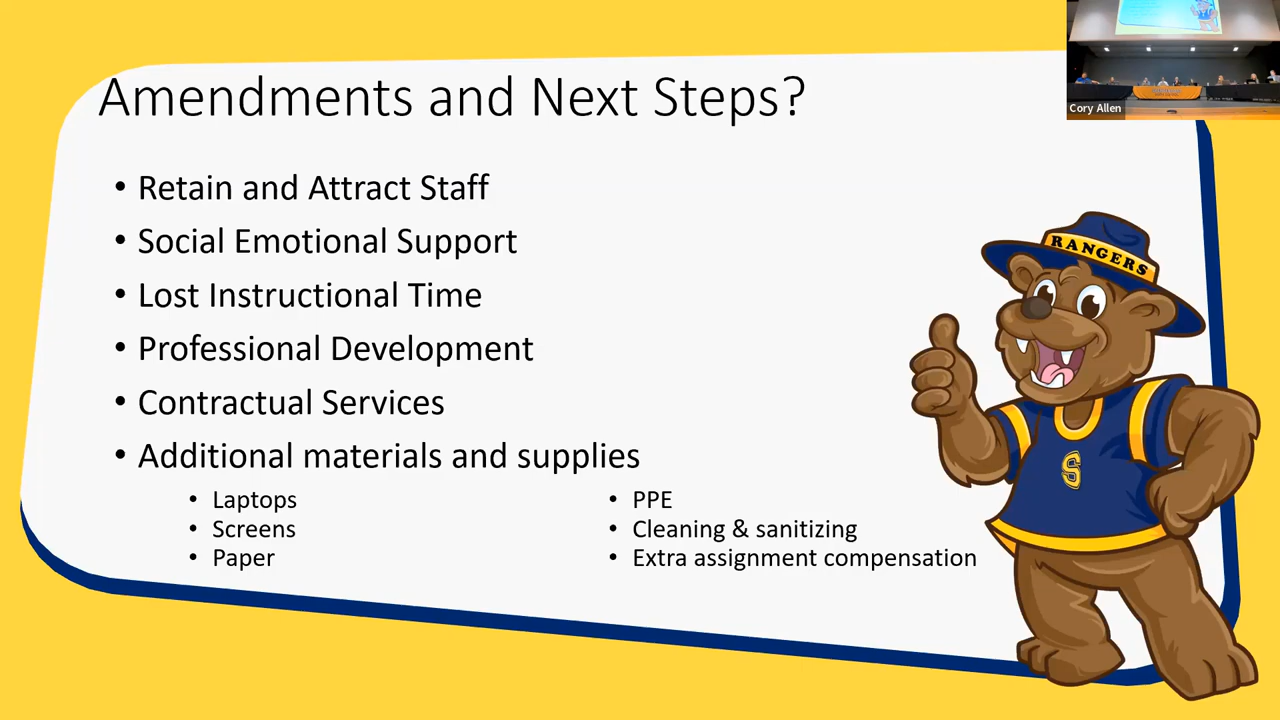 Amendments and Next Steps?
Cory Allen
• Retain and Attract Staff
• Social Emotional Support
• Lost Instructional Time
• Professional Development
• Contractual Services
• Additional materials and supplies
• Laptops
• Screens
• Paper
• PPE
• Cleaning & sanitizing
• Extra assignment compensation
RANGERS
S